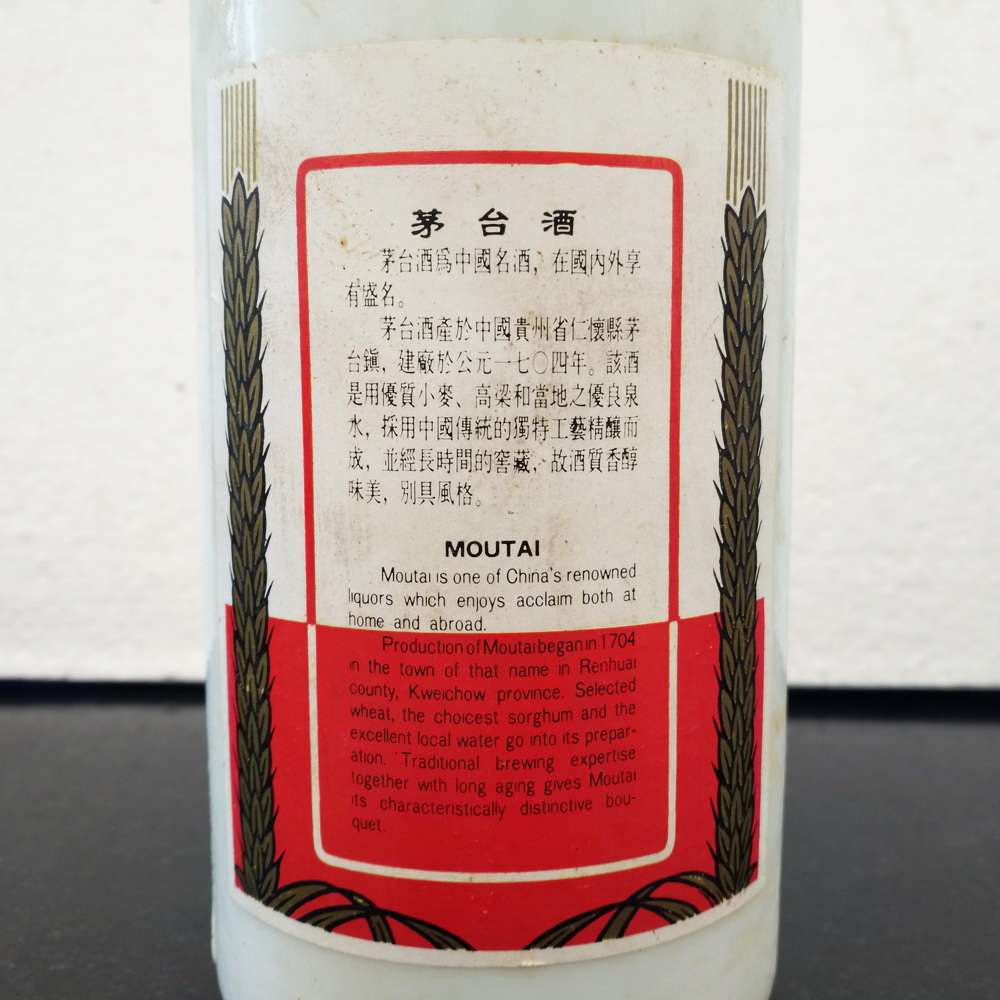 茅台酒
茅台酒爲中國名酒，在國内外享
有盛名。
茅台酒產於中國貴州省仁懷縣茅
台鎮，建廠於公元一七〇四年。該酒
是用優質小麥、高梁和當地之優良泉
水，採用中國傳統的獨特工藝精釀而
成，並經長時間的窖藏，故酒質香醇
味美，别具風格。
MOUTAI
Moutai is one of China's renowned
liquors which enjoys acclaim both at
home and abroad.
Production of Moutai began in 1704
in the town of that name in Renhuai
county, Kweichow province. Selected
wheat, the choicest sorghum and the
excellent local water go into its prepar-
ation. Traditional brewing expertise
together with long aging gives Moutai
its characteristically distinctive bou-
quet.